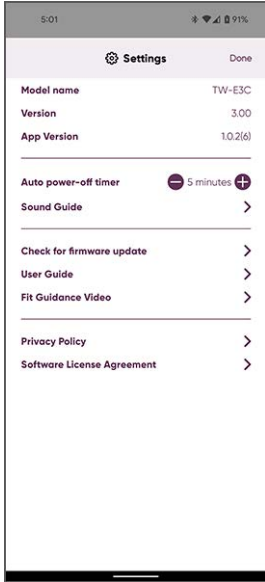 5:01 91%
Settings Done
Model name TW-E3C
Version 3.00
App Version 1.0.2(6)
Auto power-off timer 5 minutes
Sound Guide
Check for firmware update
User Guide
Fit Guidance Video
Privacy Policy
Software License Agreement